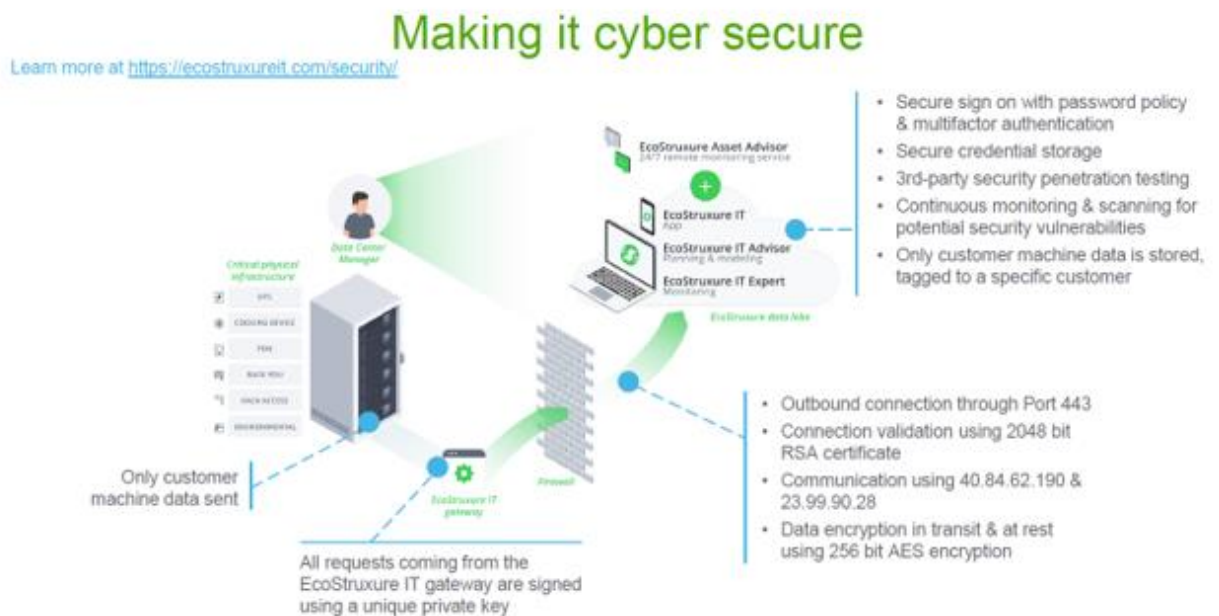 Making it cyber secure
Learn more at https://ecostruxureit.com/security/
• Secure sign on with password policy
& multifactor authentication
• Secure credential storage
• 3rd-party security penetration testing
• Continuous monitoring & scanning for
potential security vulnerabilities
• Only customer machine data is stored,
tagged to a specific customer
EcoStruxure Asset Advisor
24/7 remote monitoring service
EcoStruxure IT
App
EcoStruxure IT Advisor
Planning & modeling
EcoStruxure IT Expert
Monitoring
EcoStruxure data lake
Data Center
Manager
Critical physical
infrastructure
UPS
COOLING DEVICE
RACK PDU
RACK ACCESS
ENVIRONMENTAL
Only customer
machine data sent
EcoStruxure IT
gateway
Firewall
All requests coming from the
EcoStruxure IT gateway are signed
using a unique private key
• Outbound connection through Port 443
• Connection validation using 2048 bit
RSA certificate
• Communication using 40.84.62.190 &
23.99.90.28
• Data encryption in transit & at rest
using 256 bit AES encryption